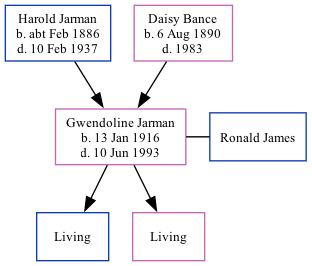 Harold Jarman
b. abt Feb 1886
d. 10 Feb 1937
Daisy Bance
b. 6 Aug 1890
d. 1983
Gwendoline Jarman
b. 13 Jan 1916
d. 10 Jun 1993
Ronald James
Living
Living